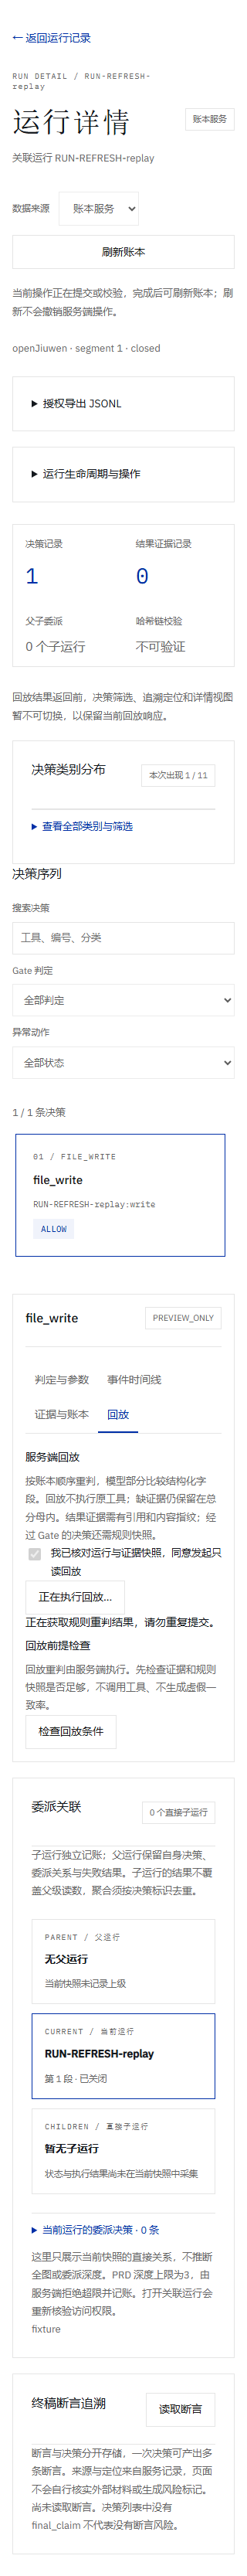 ← 返回运行记录
RUN DETAIL / RUN-REFRESH-
replay
运行详情
账本服务
关联运行 RUN-REFRESH-replay
数据来源
账本服务
刷新账本
当前操作正在提交或校验，完成后可刷新账本；刷
新不会撤销服务端操作。
openJiuwen · segment 1 · closed
▶ 授权导出 JSONL
▶ 运行生命周期与操作
决策记录
结果证据记录
1
0
父子委派
哈希链校验
0 个子运行
不可验证
回放结果返回前，决策筛选、追溯定位和详情视图
暂不可切换，以保留当前回放响应。
决策类别分布
本次出现 1 / 11
▶ 查看全部类别与筛选
决策序列
搜索决策
工具、编号、分类
Gate 判定
全部判定
异常动作
全部状态
1 / 1 条决策
01 / FILE_WRITE
file_write
RUN-REFRESH-replay:write
ALLOW
file_write
PREVIEW_ONLY
判定与参数
事件时间线
证据与账本
回放
服务端回放
按账本顺序重判，模型部分比较结构化字
段。回放不执行原工具；缺证据仍保留在总
分母内。结果证据需有引用和内容指纹；经
过 Gate 的决策还需规则快照。
我已核对运行与证据快照，同意发起只
读回放
正在执行回放…
正在获取规则重判结果，请勿重复提交。
回放前提检查
回放重判由服务端执行。先检查证据和规则
快照是否足够，不调用工具、不生成虚假一
致率。
检查回放条件
委派关联
0 个直接子运行
子运行独立记账；父运行保留自身决策、
委派关系与失败结果。子运行的结果不覆
盖父级读数，聚合须按决策标识去重。
PARENT / 父运行
无父运行
当前快照未记录上级
CURRENT / 当前运行
RUN-REFRESH-replay
第 1 段 · 已关闭
CHILDREN / 直接子运行
暂无子运行
状态与执行结果尚未在当前快照中采集
▶ 当前运行的委派决策 · 0 条
这里只展示当前快照的直接关系，不推断
全图或委派深度。PRD 深度上限为3，由
服务端拒绝超限并记账。打开关联运行会
重新核验访问权限。
fixture
终稿断言追溯
读取断言
断言与决策分开存储，一次决策可产出多
条断言。来源与定位来自服务记录，页面
不会自行核实外部材料或生成风险标记。
尚未读取断言。决策列表中没有
final_claim 不代表没有断言风险。